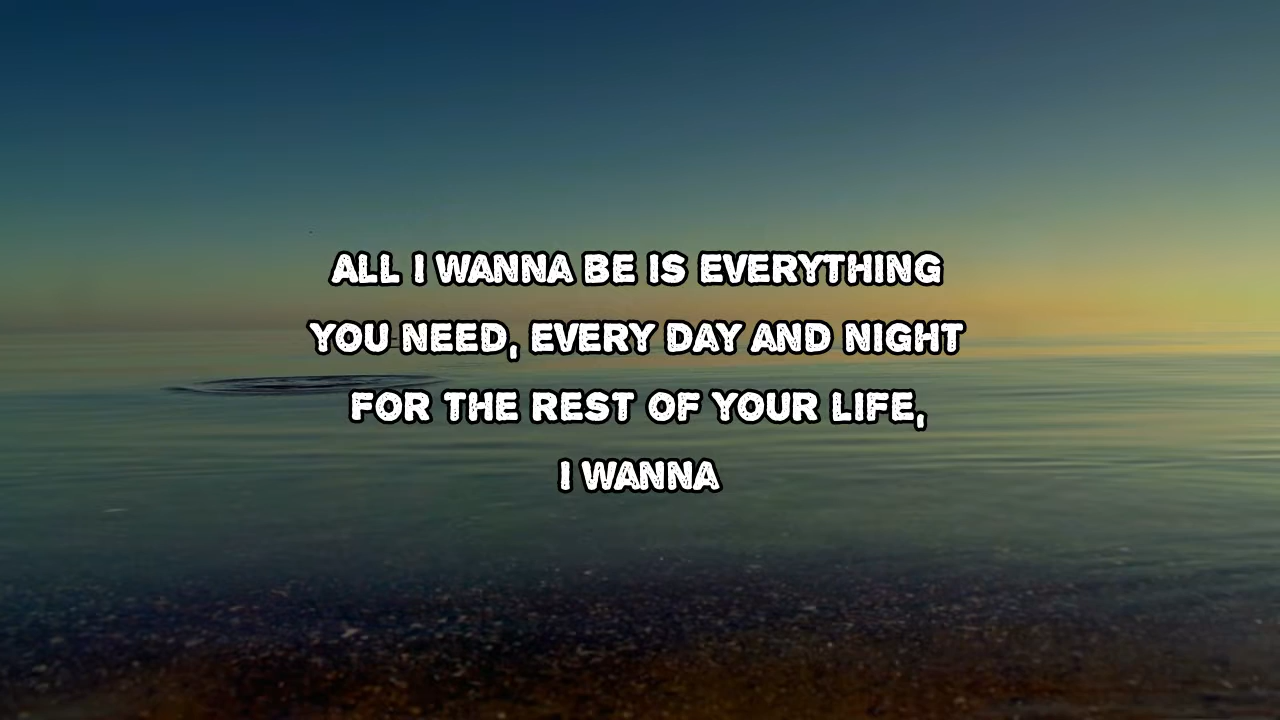 ALL I WANNA BE IS EVERYTHING
YOU NEED, EVERY DAY AND NIGHT
FOR THE REST OF YOUR LIFE,
I WANNA